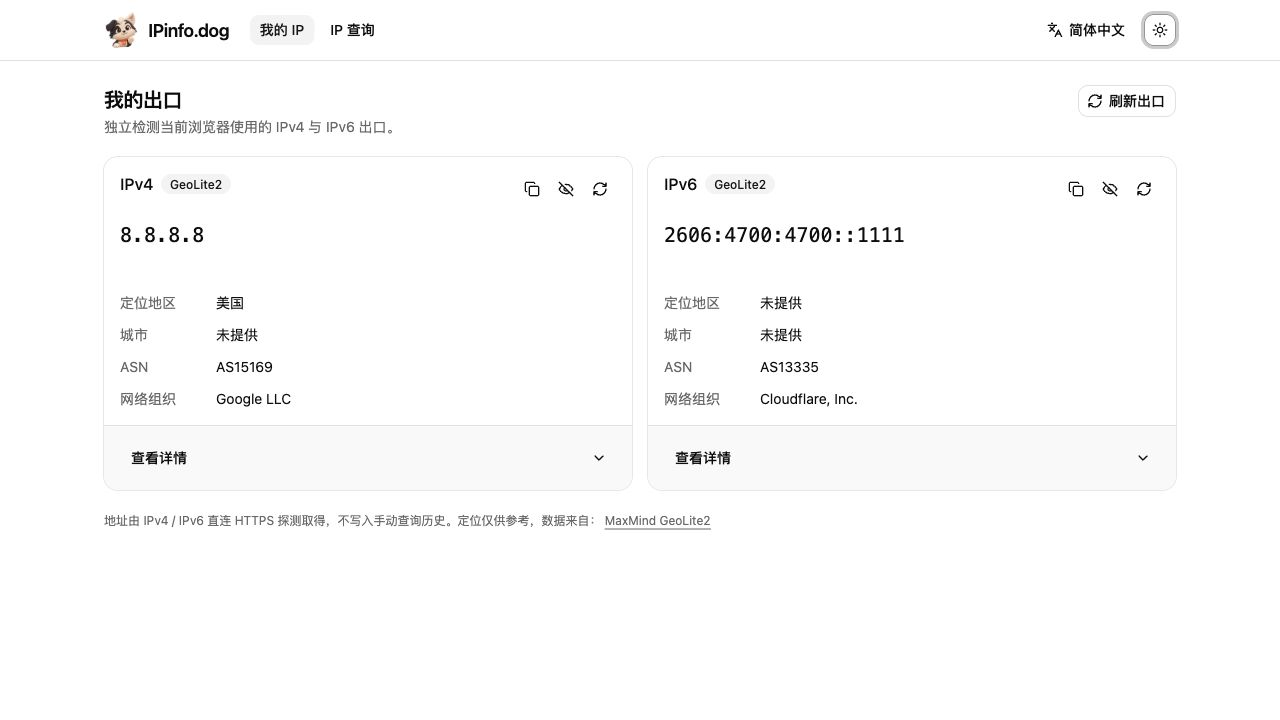 IPinfo.dog 我的 IP IP 查询 简体中文
我的出口
刷新出口
独立检测当前浏览器使用的 IPv4 与 IPv6 出口。
IPv4 GeoLite2
8.8.8.8
定位地区 美国
城市 未提供
ASN AS15169
网络组织 Google LLC
查看详情
IPv6 GeoLite2
2606:4700:4700::1111
定位地区 未提供
城市 未提供
ASN AS13335
网络组织 Cloudflare, Inc.
查看详情
地址由 IPv4 / IPv6 直连 HTTPS 探测取得，不写入手动查询历史。定位仅供参考，数据来自： MaxMind GeoLite2